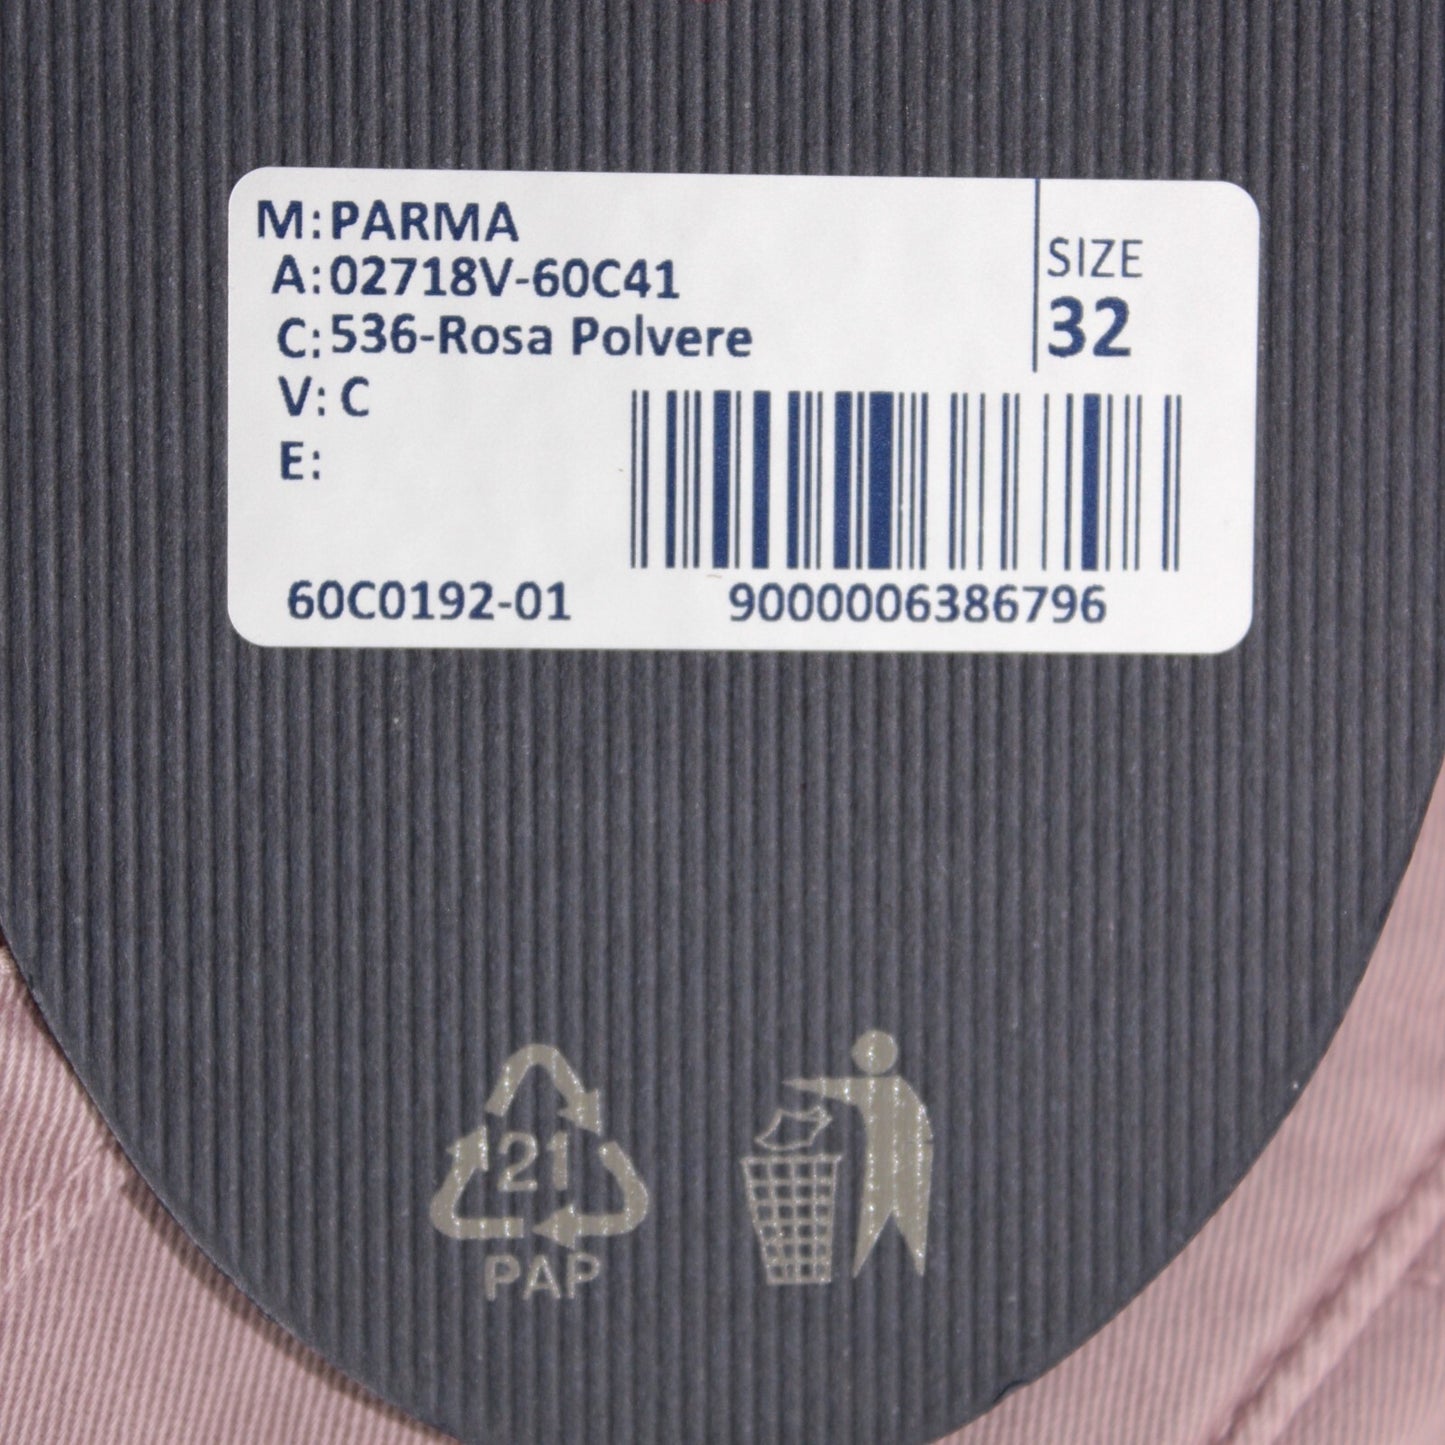 M: PARMA
A: 02718V-60C41
C: 536-Rosa Polvere
V: C
E:
SIZE
32
60C0192-01
9000006386796
21
PAP